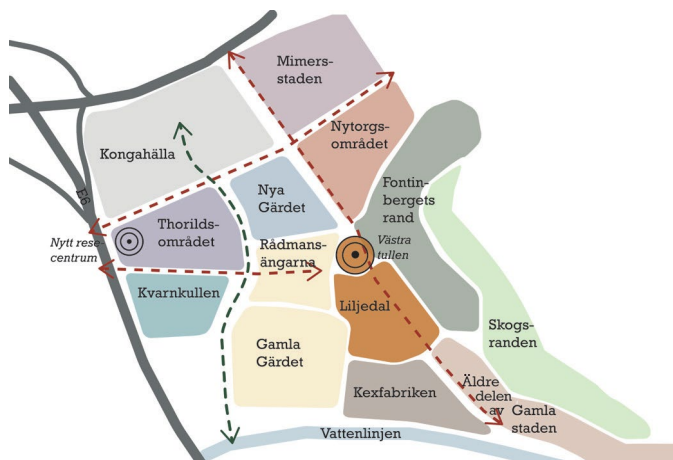 Mimers-
staden
Nytorgs-
området
Kongahälla
Fontin-
bergets
rand
Nya
Gärdet
E6
Thorilds-
området
Nytt rese-
centrum
Rådmans-
ängarna
Västra
tullen
Kvarnkullen
Liljedal
Skogs-
randen
Gamla
Gärdet
Kexfabriken
Äldre
delen
av Gamla
staden
Vattenlinjen